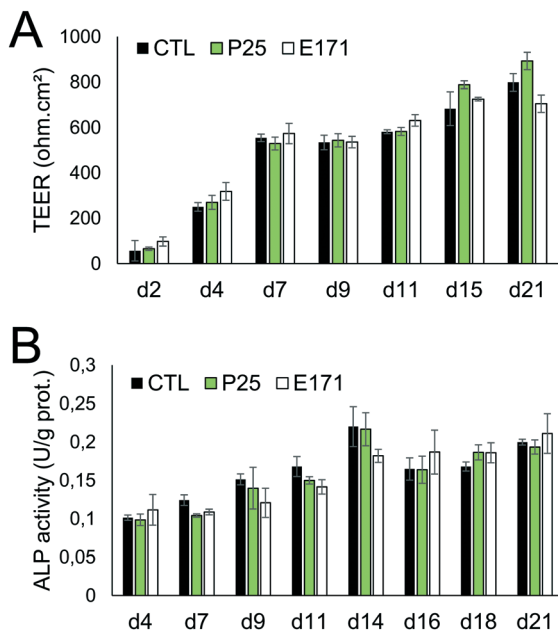 A
TEER (ohm.cm²)
1000
800
600
400
200
0
CTL P25 E171
d2 d4 d7 d9 d11 d15 d21
B
ALP activity (U/g prot.)
0,3
0,25
0,2
0,15
0,1
0,05
0
CTL P25 E171
d4 d7 d9 d11 d14 d16 d18 d21